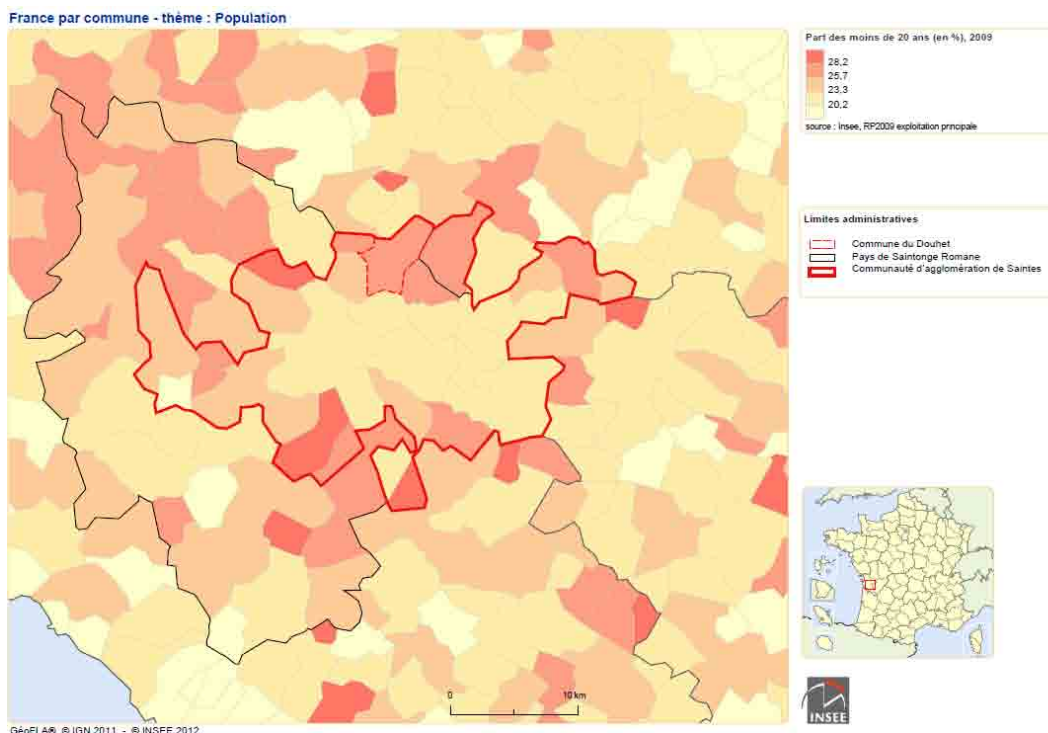 France par commune - thème : Population
Part des moins de 20 ans (en %), 2009
28,2
25,7
23,3
20,2
source : Insee, RP2009 exploitation principale
Limites administratives
Commune du Douhet
Pays de Saintonge Romane
Communauté d'agglomération de Saintes
0 10 km
INSEE
GéoFLA® © IGN 2011 - © INSEE 2012